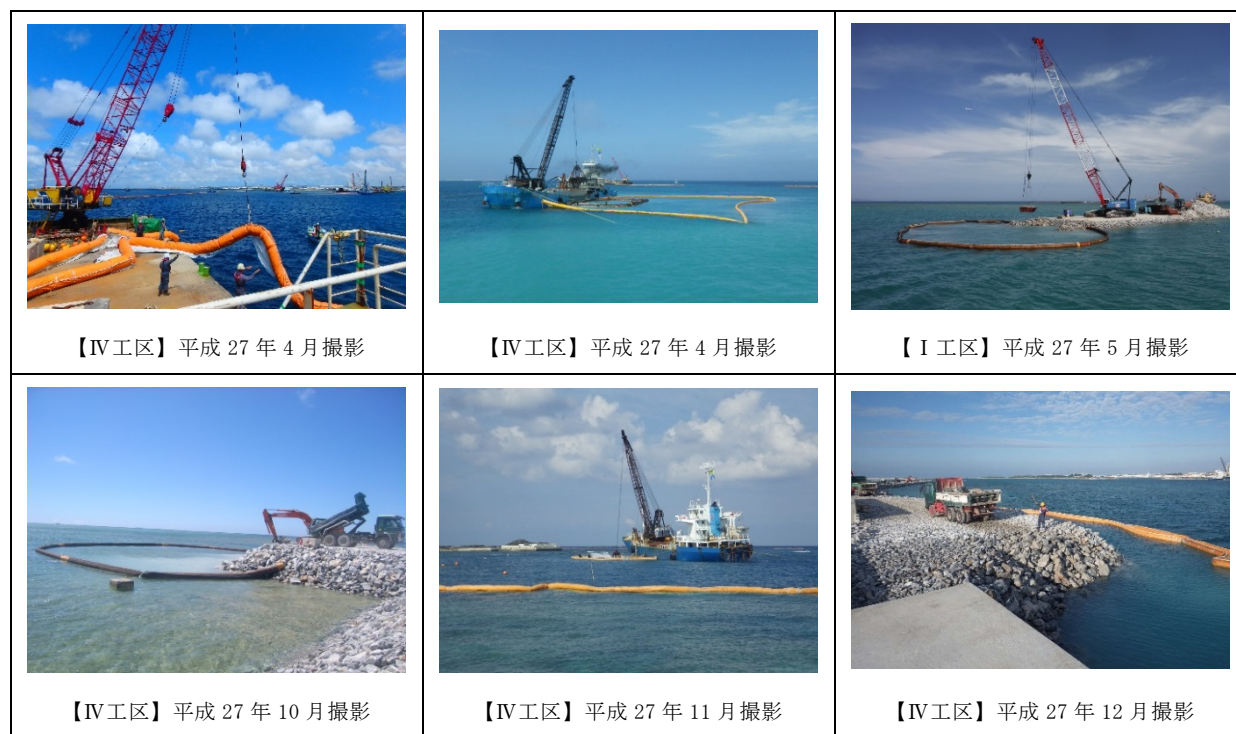 【Ⅳ工区】平成 27 年 4 月撮影
【Ⅳ工区】平成 27 年 4 月撮影
【Ⅰ工区】平成 27 年 5 月撮影
【Ⅳ工区】平成 27 年 10 月撮影
【Ⅳ工区】平成 27 年 11 月撮影
【Ⅳ工区】平成 27 年 12 月撮影